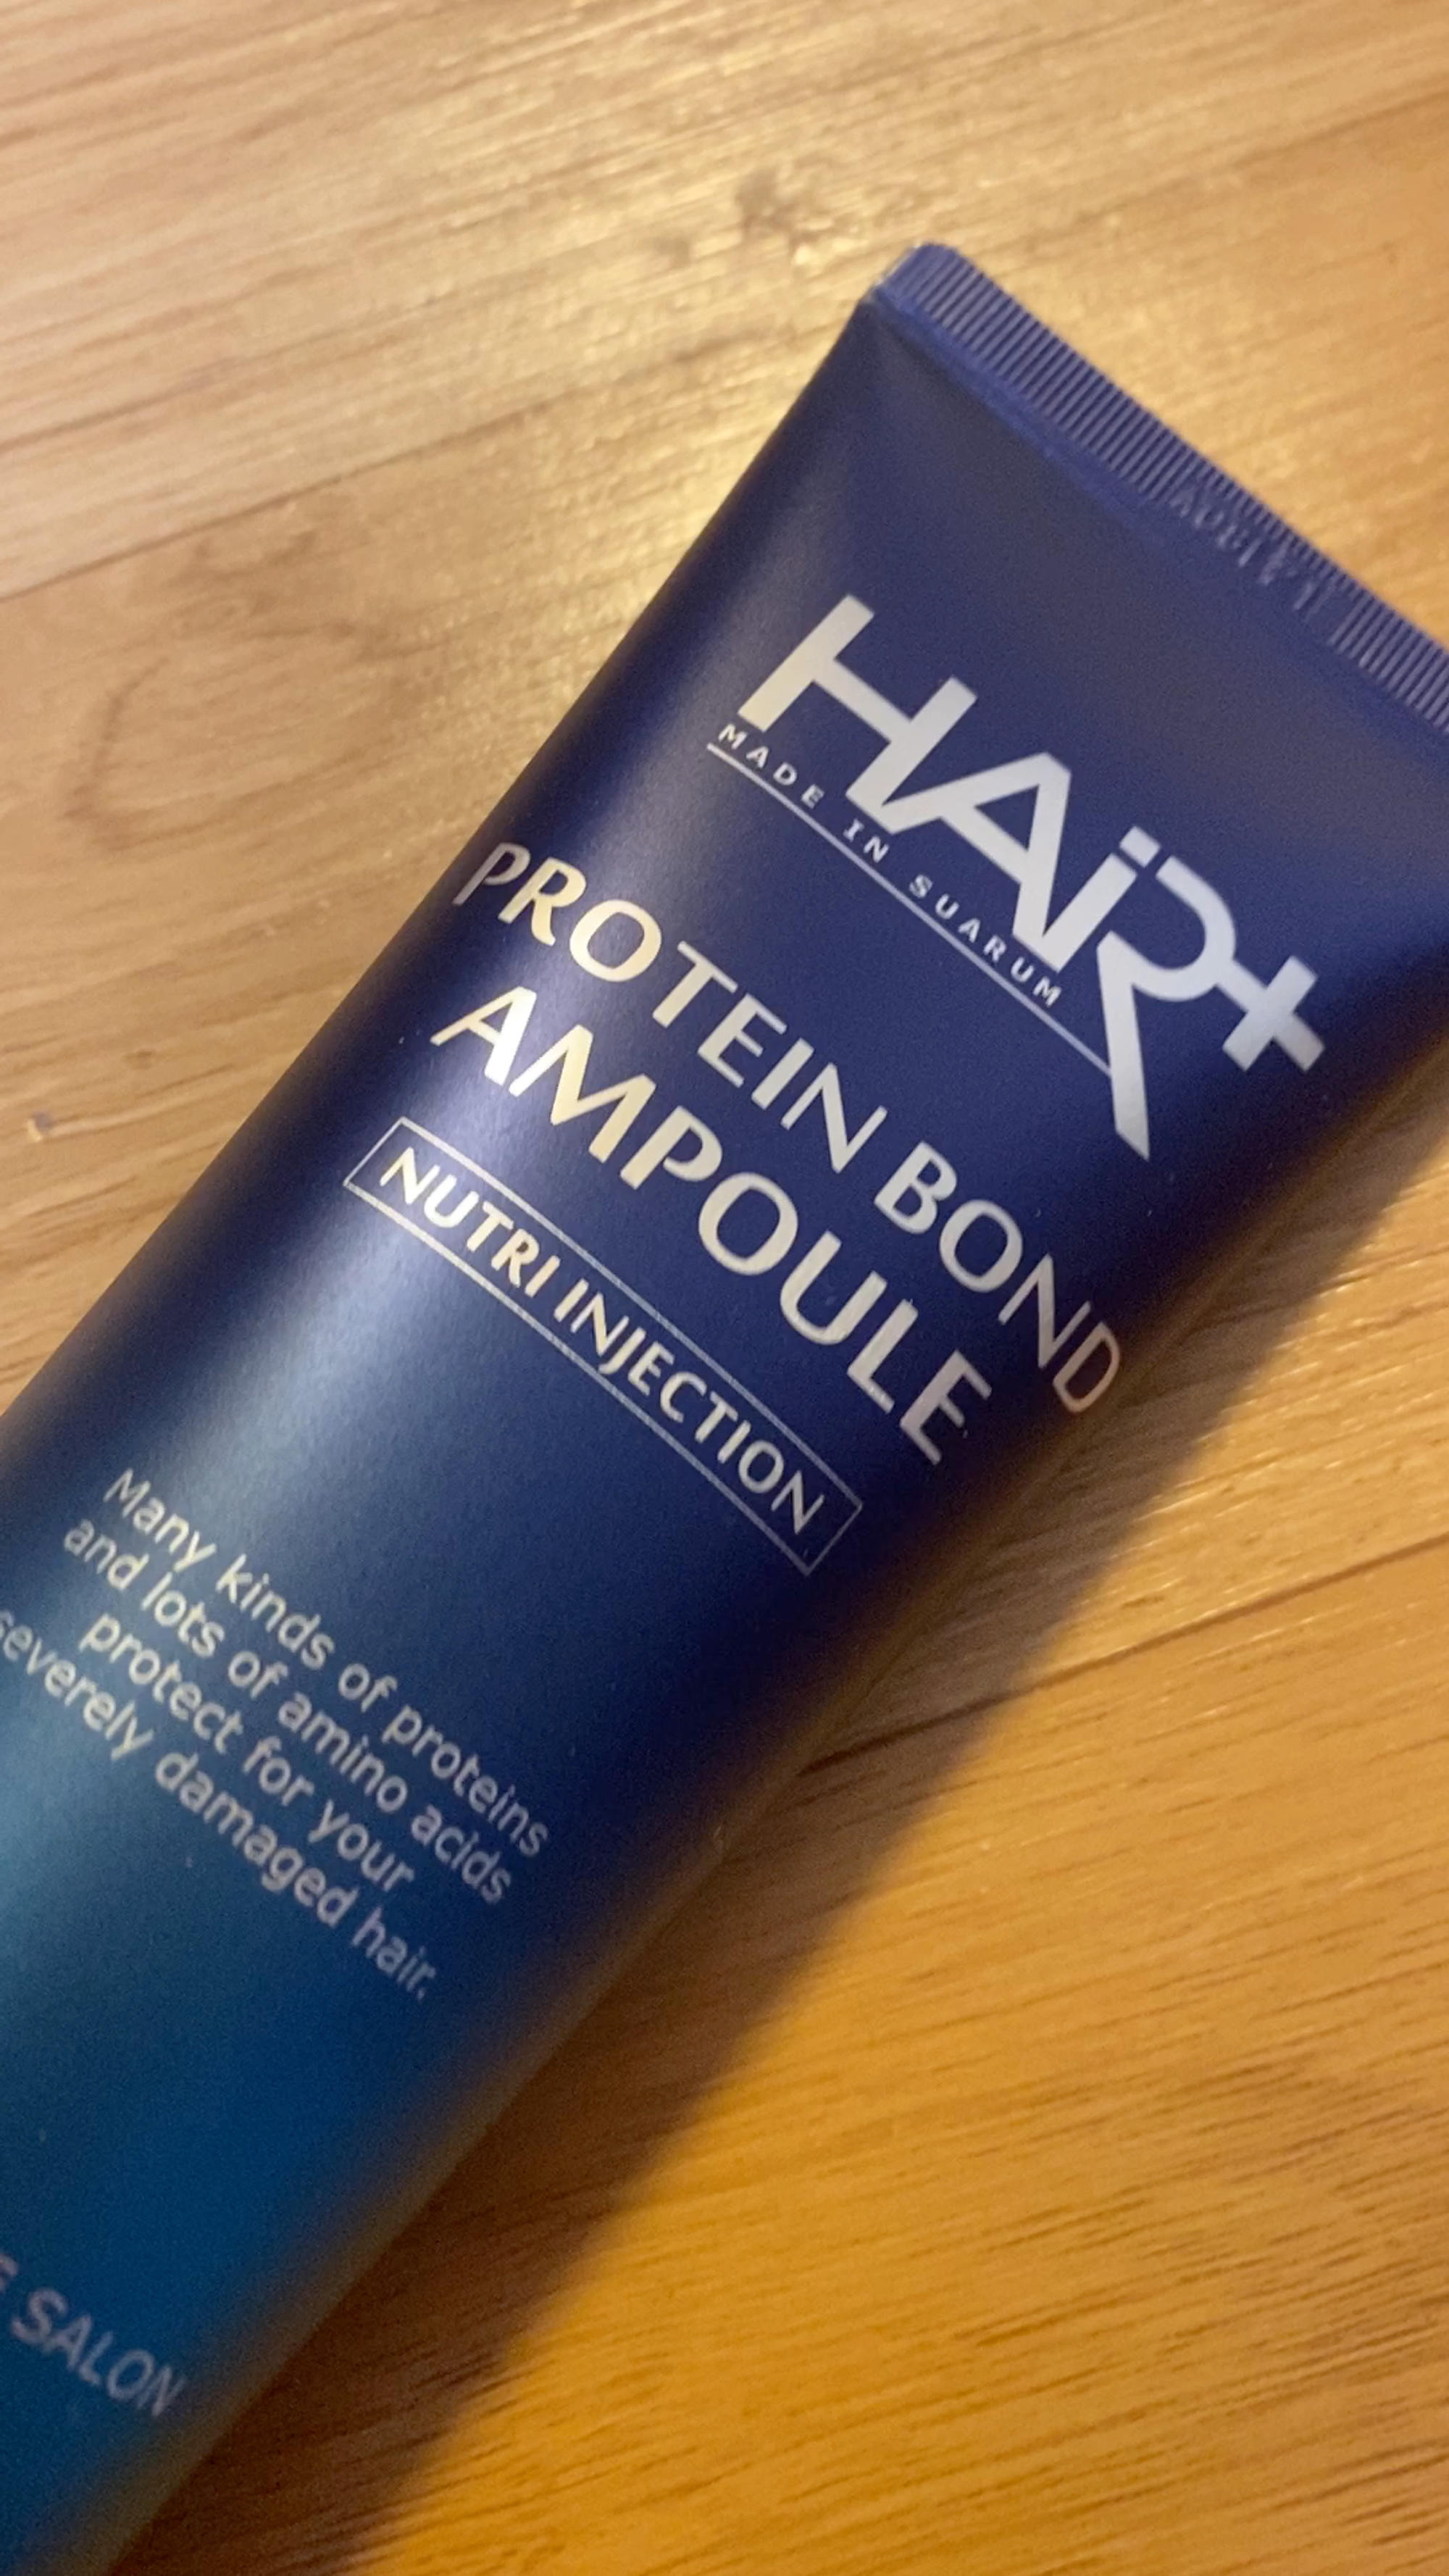 HAiR+
MADE IN SUARUM
PROTEIN BOND
AMPOULE
NUTRI INJECTION
Many kinds of proteins
and lots of amino acids
protect for your
severely damaged hair.
SALON